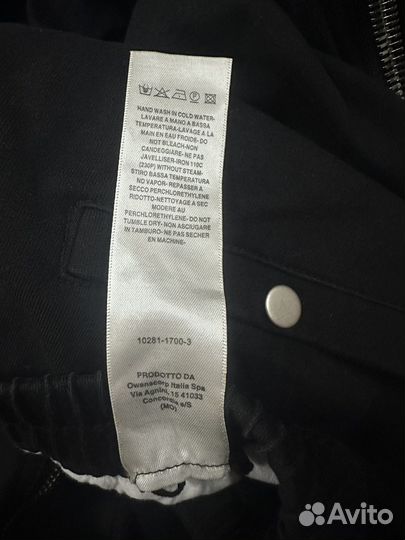 HAND WASH IN COLD WATER-
LAVARE A MANO A BASSA
TEMPERATURA-LAVAGE A LA
MAIN EN EAU FROIDE- DO
NOT BLEACH-NON
CANDEGGIARE- NE PAS
JAVELLISER-IRON 110C
(230F) WITHOUT STEAM-
STIRO BASSA TEMPERATURA
NO VAPOR- REPASSER A
SECCO PERCHLORETHYLENE
RIDOTTO-NETTOYAGE A SEC
MODERE AU
PERCHLORETHYLENE- DO NOT
TUMBLE DRY- NON ASCIUGARE
IN TAMBURO- NE PAS SECHER
EN MACHINE-
10281-1700-3
PRODOTTO DA
Owenscorp Italia Spa
Via Agnini, 15 41033
Concordia s/S
(MO)
Avito